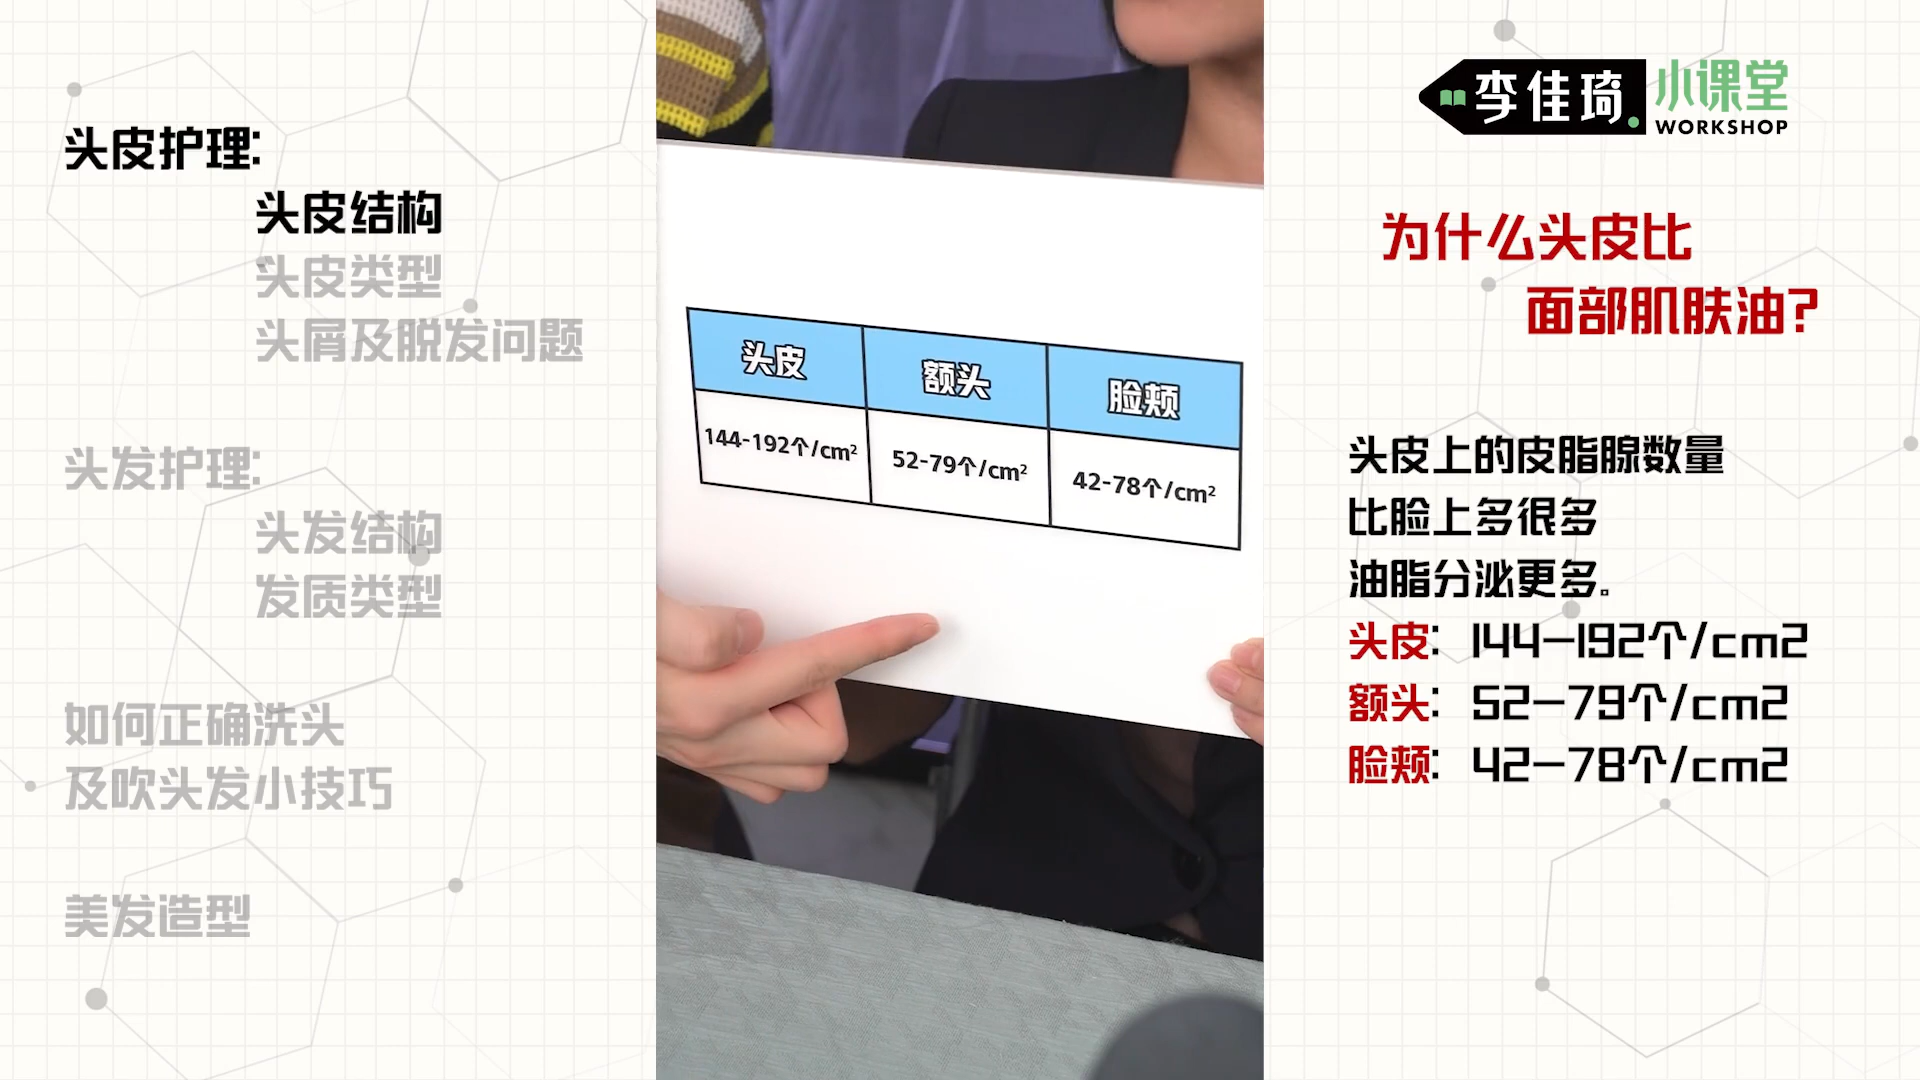 头皮护理:
头皮结构
头皮类型
头屑及脱发问题
头发护理:
头发结构
发质类型
如何正确洗头
及吹头发小技巧
美发造型
头皮 额头 脸颊
144-192个/cm² 52-79个/cm² 42-78个/cm²
李佳琦小课堂
WORKSHOP
为什么头皮比
面部肌肤油?
头皮上的皮脂腺数量
比脸上多很多
油脂分泌更多。
头皮: 144-192个/cm2
额头: 52-79个/cm2
脸颊: 42-78个/cm2